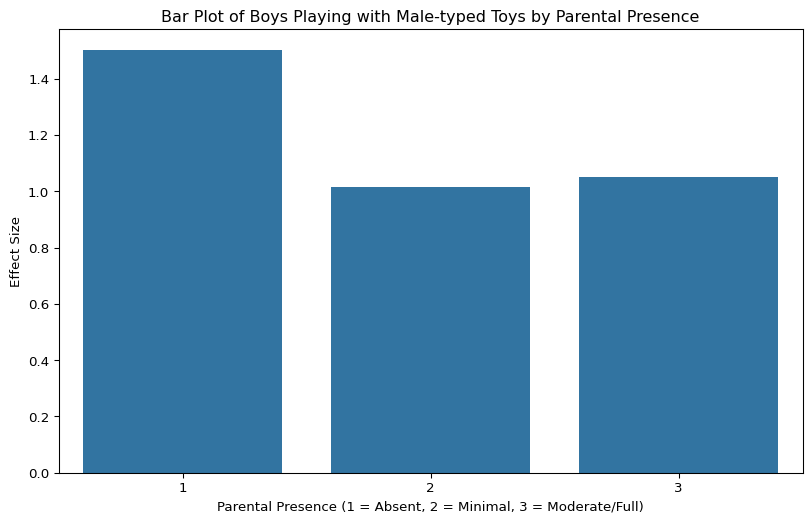 Bar Plot of Boys Playing with Male-typed Toys by Parental Presence
1.4
1.2
1.0
0.8
0.6
0.4
0.2
0.0
Effect Size
1 2 3
Parental Presence (1 = Absent, 2 = Minimal, 3 = Moderate/Full)